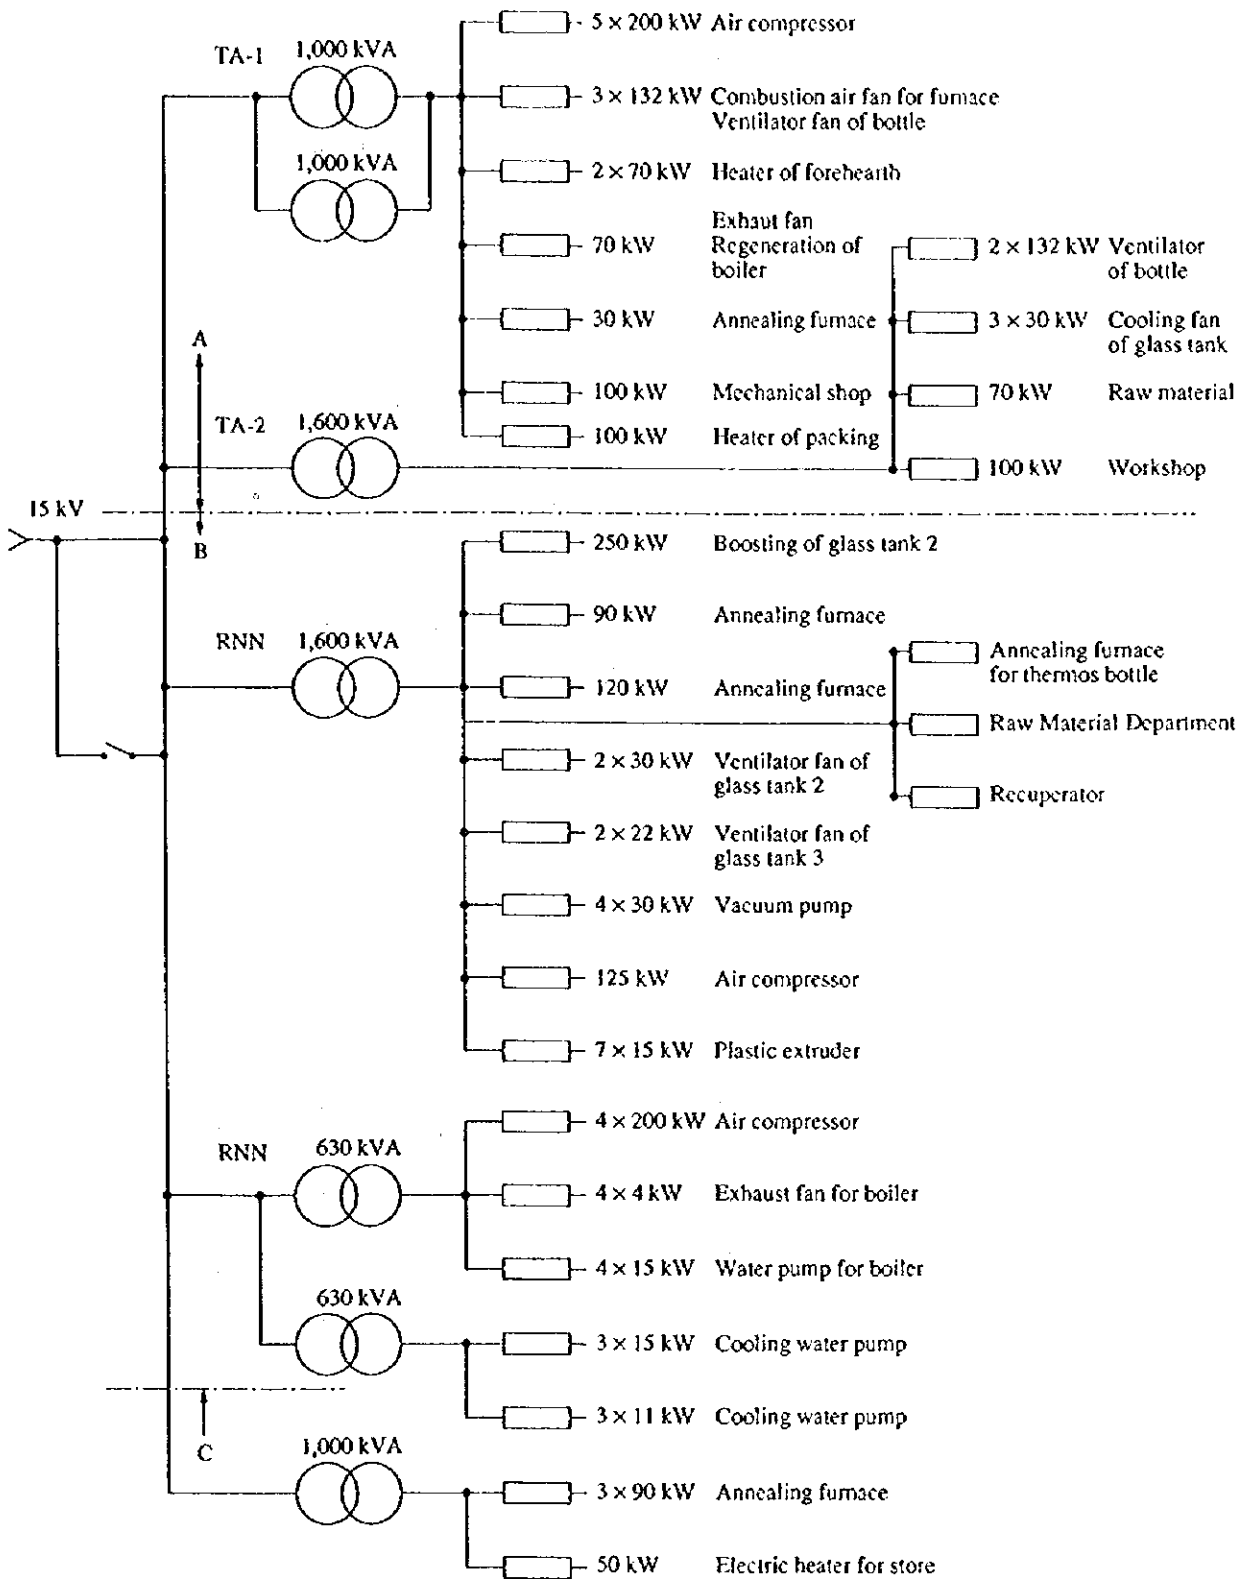 TA-1
1,000 kVA
1,000 kVA
5 × 200 kW Air compressor
3 × 132 kW Combustion air fan for furnace
Ventilator fan of bottle
2 × 70 kW Heater of forehearth
70 kW
Exhaut fan
Regeneration of
boiler
30 kW Annealing furnace
100 kW Mechanical shop
100 kW Heater of packing
2 × 132 kW Ventilator
of bottle
3 × 30 kW Cooling fan
of glass tank
70 kW Raw material
100 kW Workshop
A
TA-2
1,600 kVA
15 kV
B
RNN
1,600 kVA
250 kW Boosting of glass tank 2
90 kW Annealing furnace
120 kW Annealing furnace
Annealing furnace
for thermos bottle
Raw Material Department
Recuperator
2 × 30 kW Ventilator fan of
glass tank 2
2 × 22 kW Ventilator fan of
glass tank 3
4 × 30 kW Vacuum pump
125 kW Air compressor
7 × 15 kW Plastic extruder
RNN
630 kVA
4 × 200 kW Air compressor
4 × 4 kW Exhaust fan for boiler
4 × 15 kW Water pump for boiler
630 kVA
3 × 15 kW Cooling water pump
3 × 11 kW Cooling water pump
C
1,000 kVA
3 × 90 kW Annealing furnace
50 kW Electric heater for store